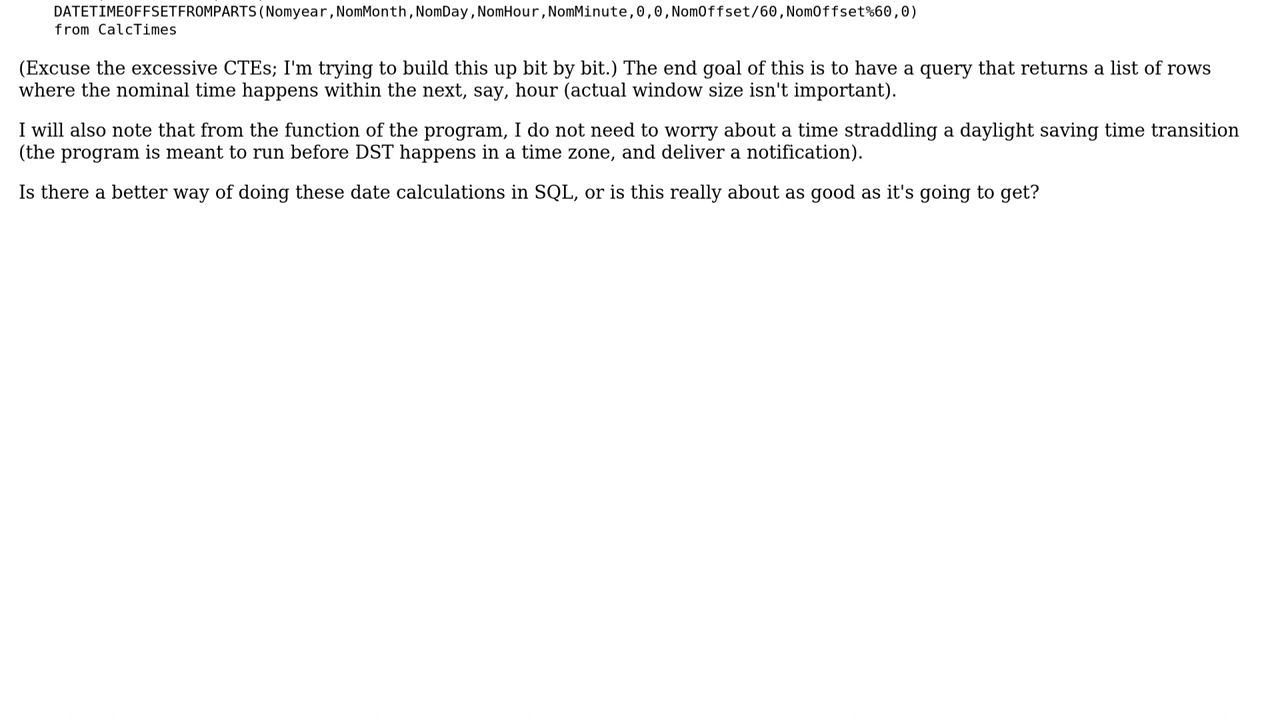 DATETIMEOFFSETFROMPARTS(Nomyear,NomMonth,NomDay,NomHour,NomMinute,0,0,NomOffset/60,NomOffset%60,0)
from CalcTimes
(Excuse the excessive CTEs; I'm trying to build this up bit by bit.) The end goal of this is to have a query that returns a list of rows
where the nominal time happens within the next, say, hour (actual window size isn't important).
I will also note that from the function of the program, I do not need to worry about a time straddling a daylight saving time transition
(the program is meant to run before DST happens in a time zone, and deliver a notification).
Is there a better way of doing these date calculations in SQL, or is this really about as good as it's going to get?